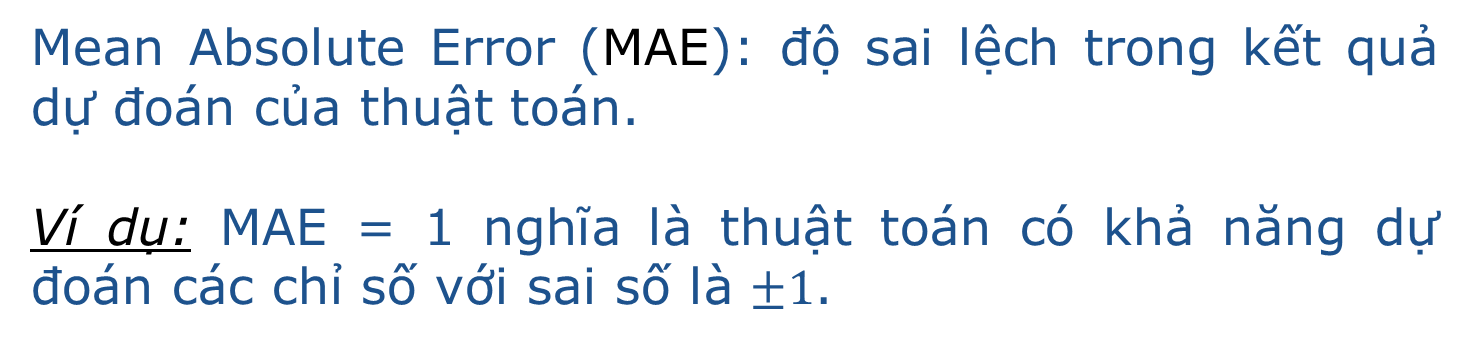 Mean Absolute Error (MAE): độ sai lệch trong kết quả
dự đoán của thuật toán.
Ví dụ: MAE = 1 nghĩa là thuật toán có khả năng dự
đoán các chỉ số với sai số là ±1.